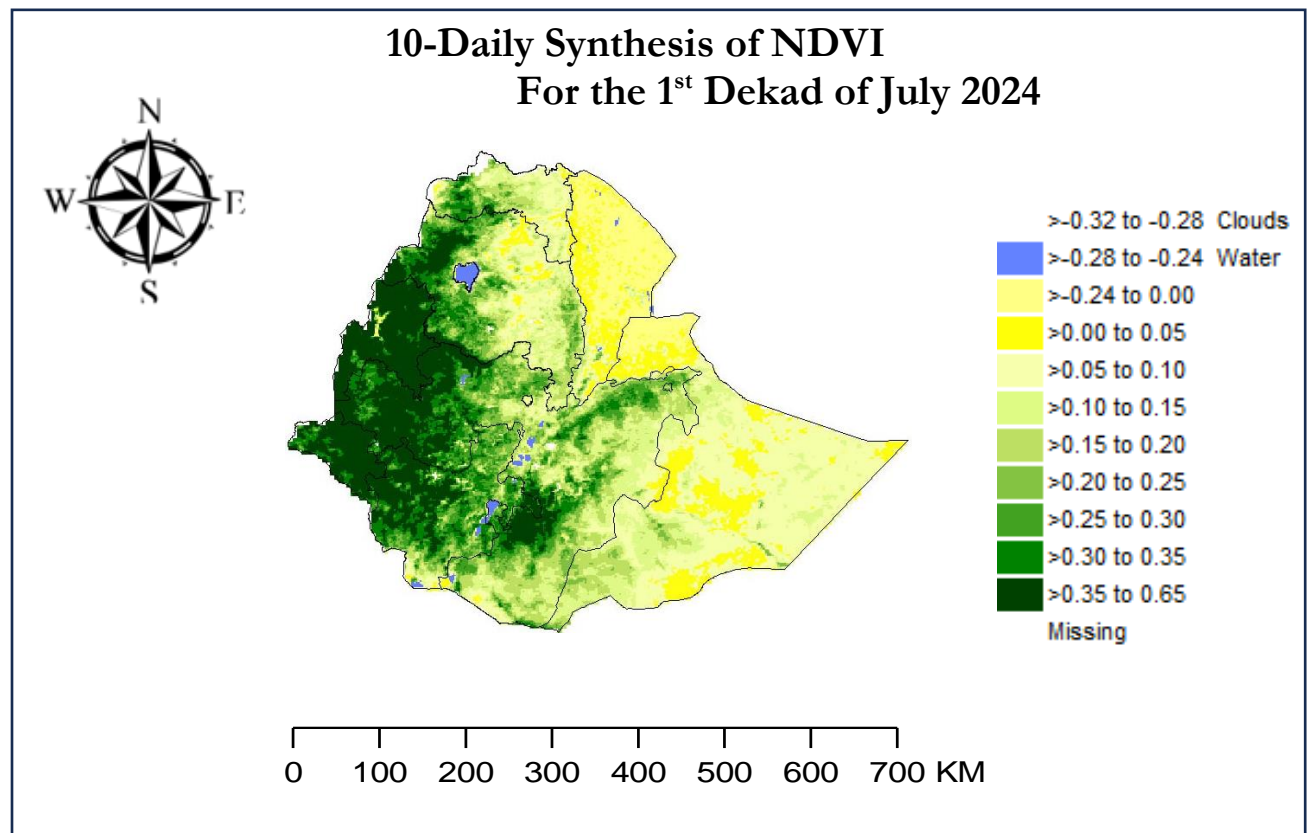 10-Daily Synthesis of NDVI
For the 1st Dekad of July 2024
N
W E
S
>-0.32 to -0.28 Clouds
>-0.28 to -0.24 Water
>-0.24 to 0.00
>0.00 to 0.05
>0.05 to 0.10
>0.10 to 0.15
>0.15 to 0.20
>0.20 to 0.25
>0.25 to 0.30
>0.30 to 0.35
>0.35 to 0.65
Missing
0 100 200 300 400 500 600 700 KM